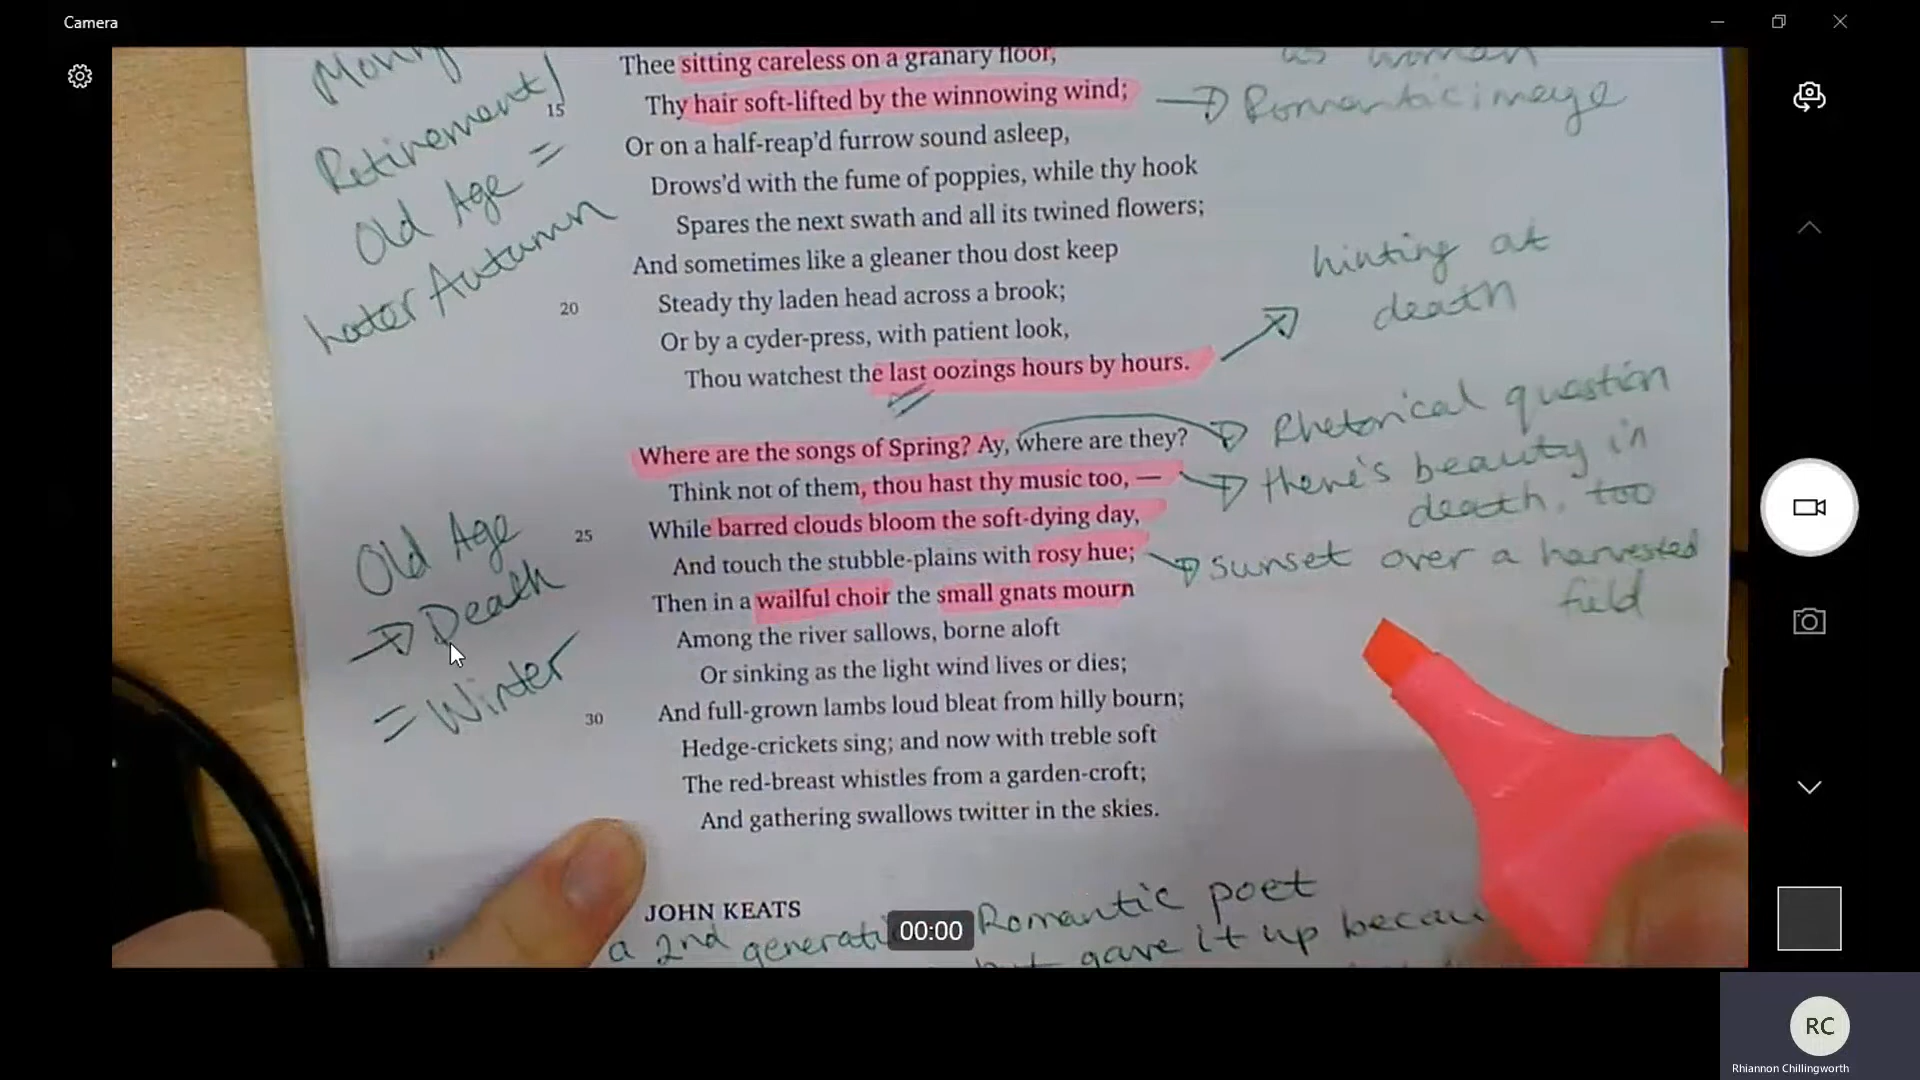 Camera
Thee sitting careless on a granary floor,
as woman
Thy hair soft-lifted by the winnowing wind;
Romantic image
Retirement/
15
Or on a half-reap'd furrow sound asleep,
Old Age =
Drows'd with the fume of poppies, while thy hook
later Autumn
Spares the next swath and all its twined flowers;
And sometimes like a gleaner thou dost keep
hinting at
death
20
Steady thy laden head across a brook;
Or by a cyder-press, with patient look,
Thou watchest the last oozings hours by hours.
Where are the songs of Spring? Ay, where are they?
Rhetorical question
Think not of them, thou hast thy music too, —
there's beauty in
death, too
25
While barred clouds bloom the soft-dying day,
And touch the stubble-plains with rosy hue;
sunset over a harvested
field
Old Age
→ Death
= Winter
Then in a wailful choir the small gnats mourn
Among the river sallows, borne aloft
Or sinking as the light wind lives or dies;
30
And full-grown lambs loud bleat from hilly bourn;
Hedge-crickets sing; and now with treble soft
The red-breast whistles from a garden-croft;
And gathering swallows twitter in the skies.
JOHN KEATS
a 2nd generati Romantic poet
gave it up becau
00:00
RC
Rhiannon Chillingworth